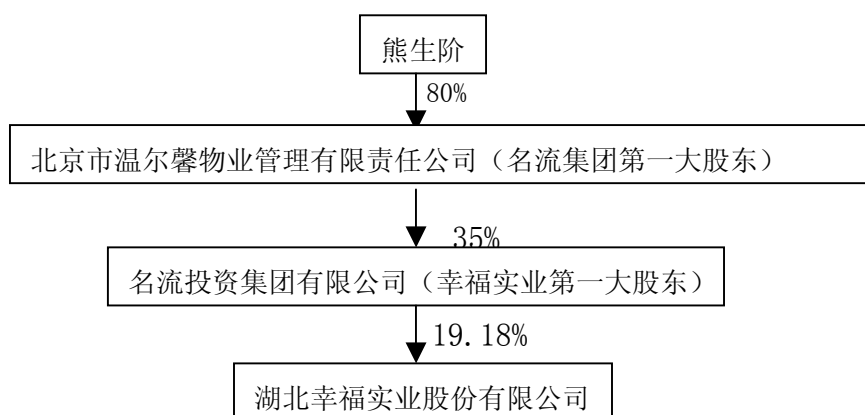 熊生阶
80%
北京市温尔馨物业管理有限责任公司（名流集团第一大股东）
35%
名流投资集团有限公司（幸福实业第一大股东）
19.18%
湖北幸福实业股份有限公司